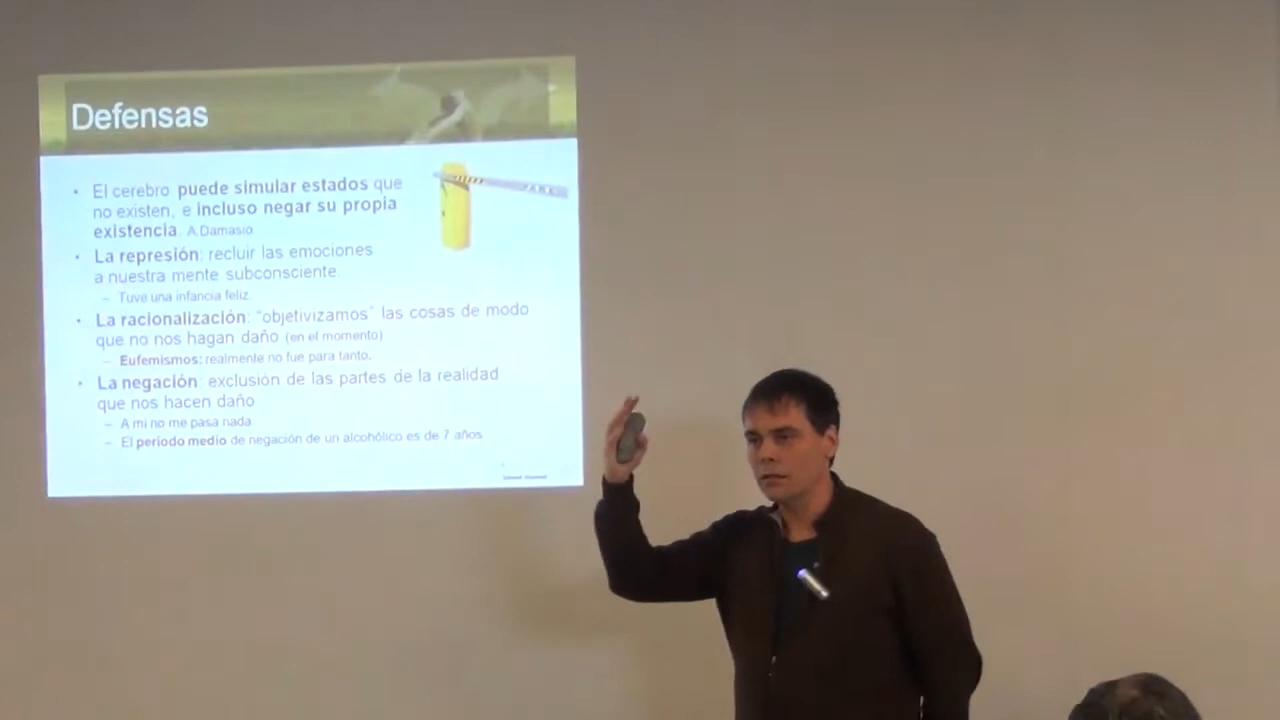 Defensas
• El cerebro puede simular estados que
no existen, e incluso negar su propia
existencia. A.Damasio
• La represión: recluir las emociones
a nuestra mente subconsciente.
– Tuve una infancia feliz.
• La racionalización: “objetivizamos” las cosas de modo
que no nos hagan daño (en el momento)
– Eufemismos: realmente no fue para tanto.
• La negación: exclusión de las partes de la realidad
que nos hacen daño
– A mi no me pasa nada
– El período medio de negación de un alcohólico es de 7 años